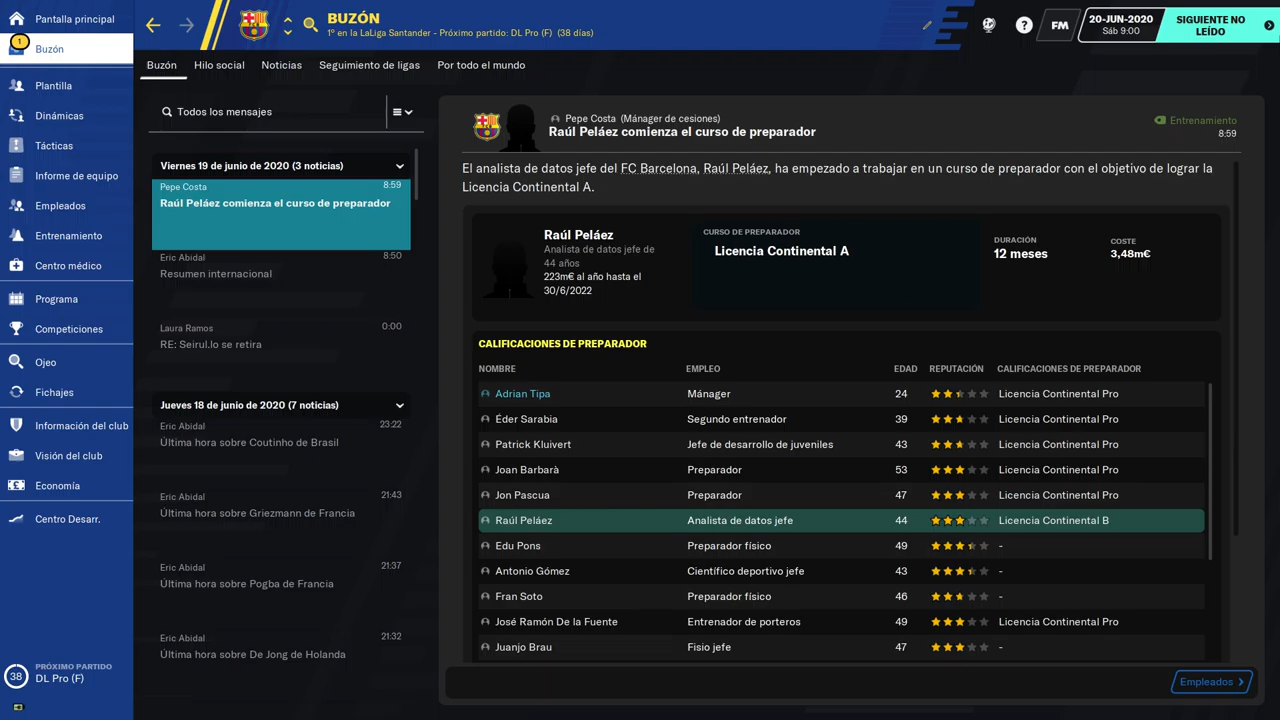 Pantalla principal
1
Buzón
Plantilla
Dinámicas
Tácticas
Informe de equipo
Empleados
Entrenamiento
Centro médico
Programa
Competiciones
Ojeo
Fichajes
Información del club
Visión del club
Economía
Centro Desarr.
38
PRÓXIMO PARTIDO
DL Pro (F)
BUZÓN
1º en la LaLiga Santander - Próximo partido: DL Pro (F) (38 días)
?
FM
20-JUN-2020
Sáb 9:00
SIGUIENTE NO
LEÍDO
Buzón Hilo social Noticias Seguimiento de ligas Por todo el mundo
Todos los mensajes
Viernes 19 de junio de 2020 (3 noticias)
Pepe Costa 8:59
Raúl Peláez comienza el curso de preparador
Eric Abidal 8:50
Resumen internacional
Laura Ramos 0:00
RE: Seirul.lo se retira
Jueves 18 de junio de 2020 (7 noticias)
Eric Abidal 23:22
Última hora sobre Coutinho de Brasil
Eric Abidal 21:43
Última hora sobre Griezmann de Francia
Eric Abidal 21:37
Última hora sobre Pogba de Francia
Eric Abidal 21:32
Última hora sobre De Jong de Holanda
Pepe Costa (Mánager de cesiones)
Raúl Peláez comienza el curso de preparador
Entrenamiento
8:59
El analista de datos jefe del FC Barcelona, Raúl Peláez, ha empezado a trabajar en un curso de preparador con el objetivo de lograr la
Licencia Continental A.
Raúl Peláez
Analista de datos jefe de
44 años
223m€ al año hasta el
30/6/2022
CURSO DE PREPARADOR
Licencia Continental A
DURACIÓN
12 meses
COSTE
3,48m€
CALIFICACIONES DE PREPARADOR
NOMBRE EMPLEO EDAD REPUTACIÓN CALIFICACIONES DE PREPARADOR
Adrian Tipa Mánager 24 Licencia Continental Pro
Éder Sarabia Segundo entrenador 39 Licencia Continental Pro
Patrick Kluivert Jefe de desarrollo de juveniles 43 Licencia Continental Pro
Joan Barbarà Preparador 53 Licencia Continental Pro
Jon Pascua Preparador 47 Licencia Continental Pro
Raúl Peláez Analista de datos jefe 44 Licencia Continental B
Edu Pons Preparador físico 49 -
Antonio Gómez Científico deportivo jefe 43 -
Fran Soto Preparador físico 46 -
José Ramón De la Fuente Entrenador de porteros 49 Licencia Continental Pro
Juanjo Brau Fisio jefe 47 -
Empleados